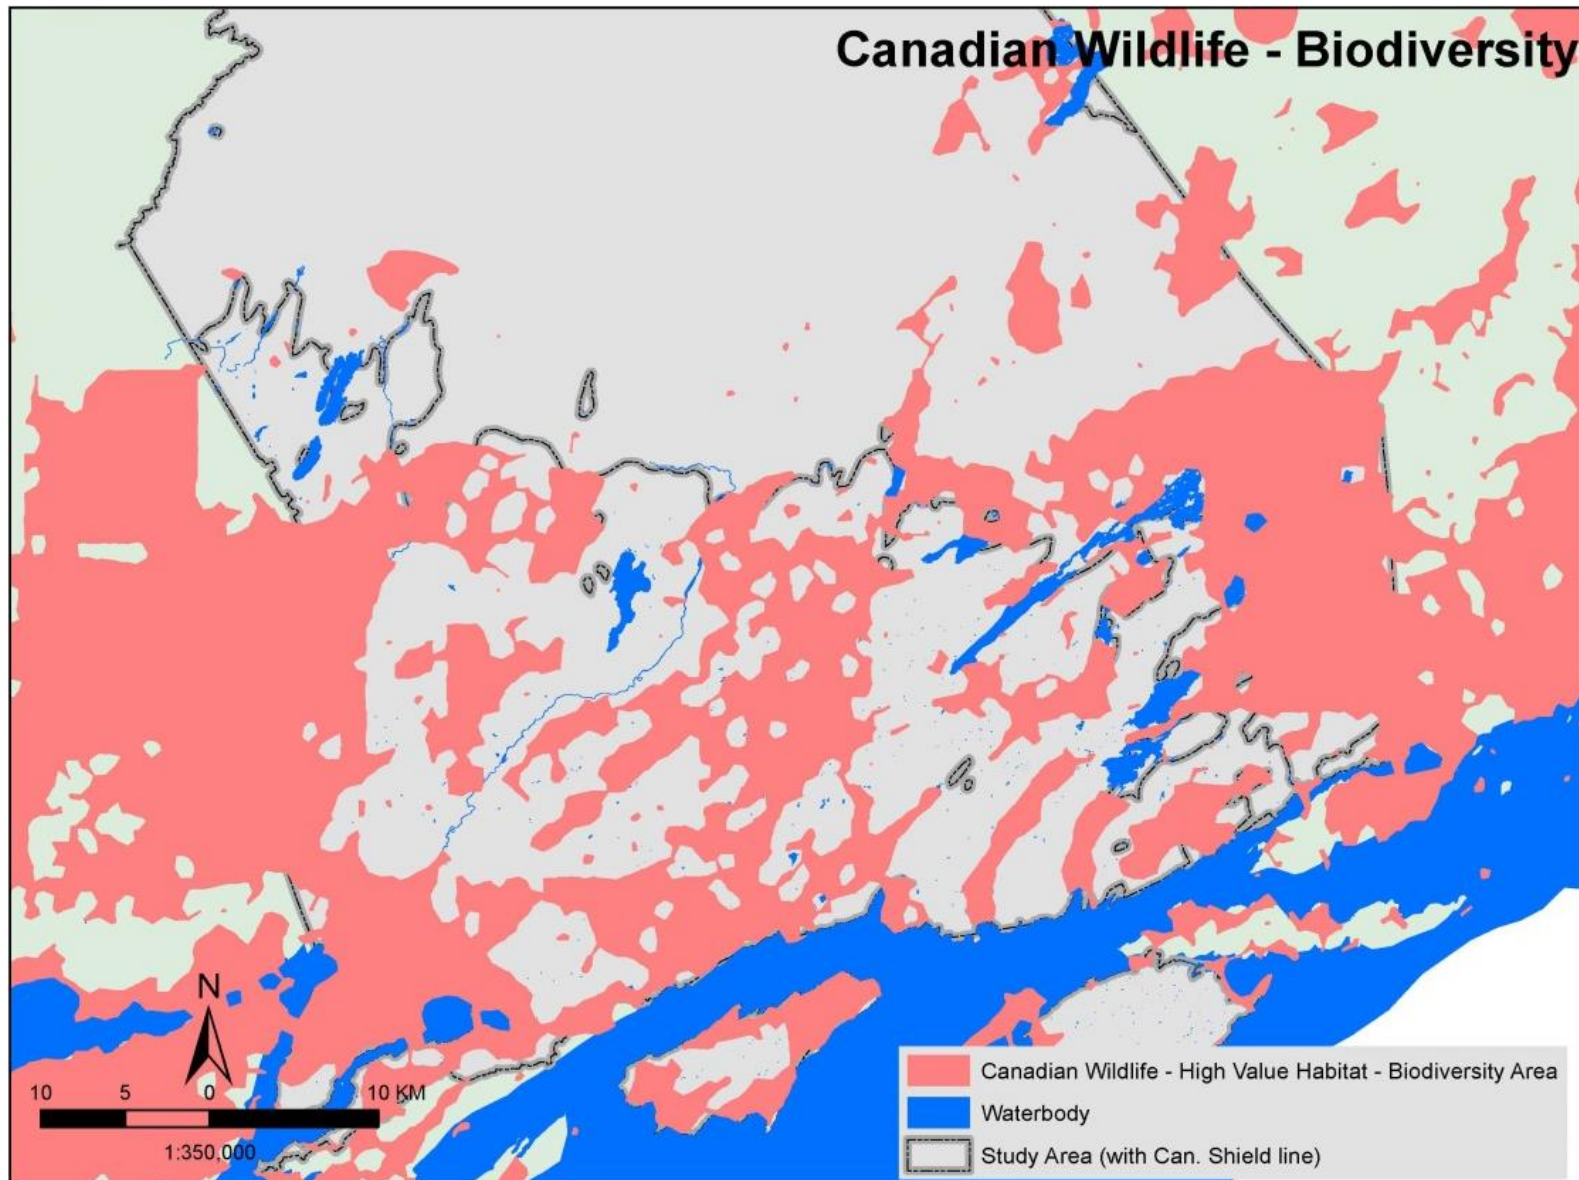 Canadian Wildlife - Biodiversity
N
10 5 0 10 KM
1:350,000
Canadian Wildlife - High Value Habitat - Biodiversity Area
Waterbody
Study Area (with Can. Shield line)